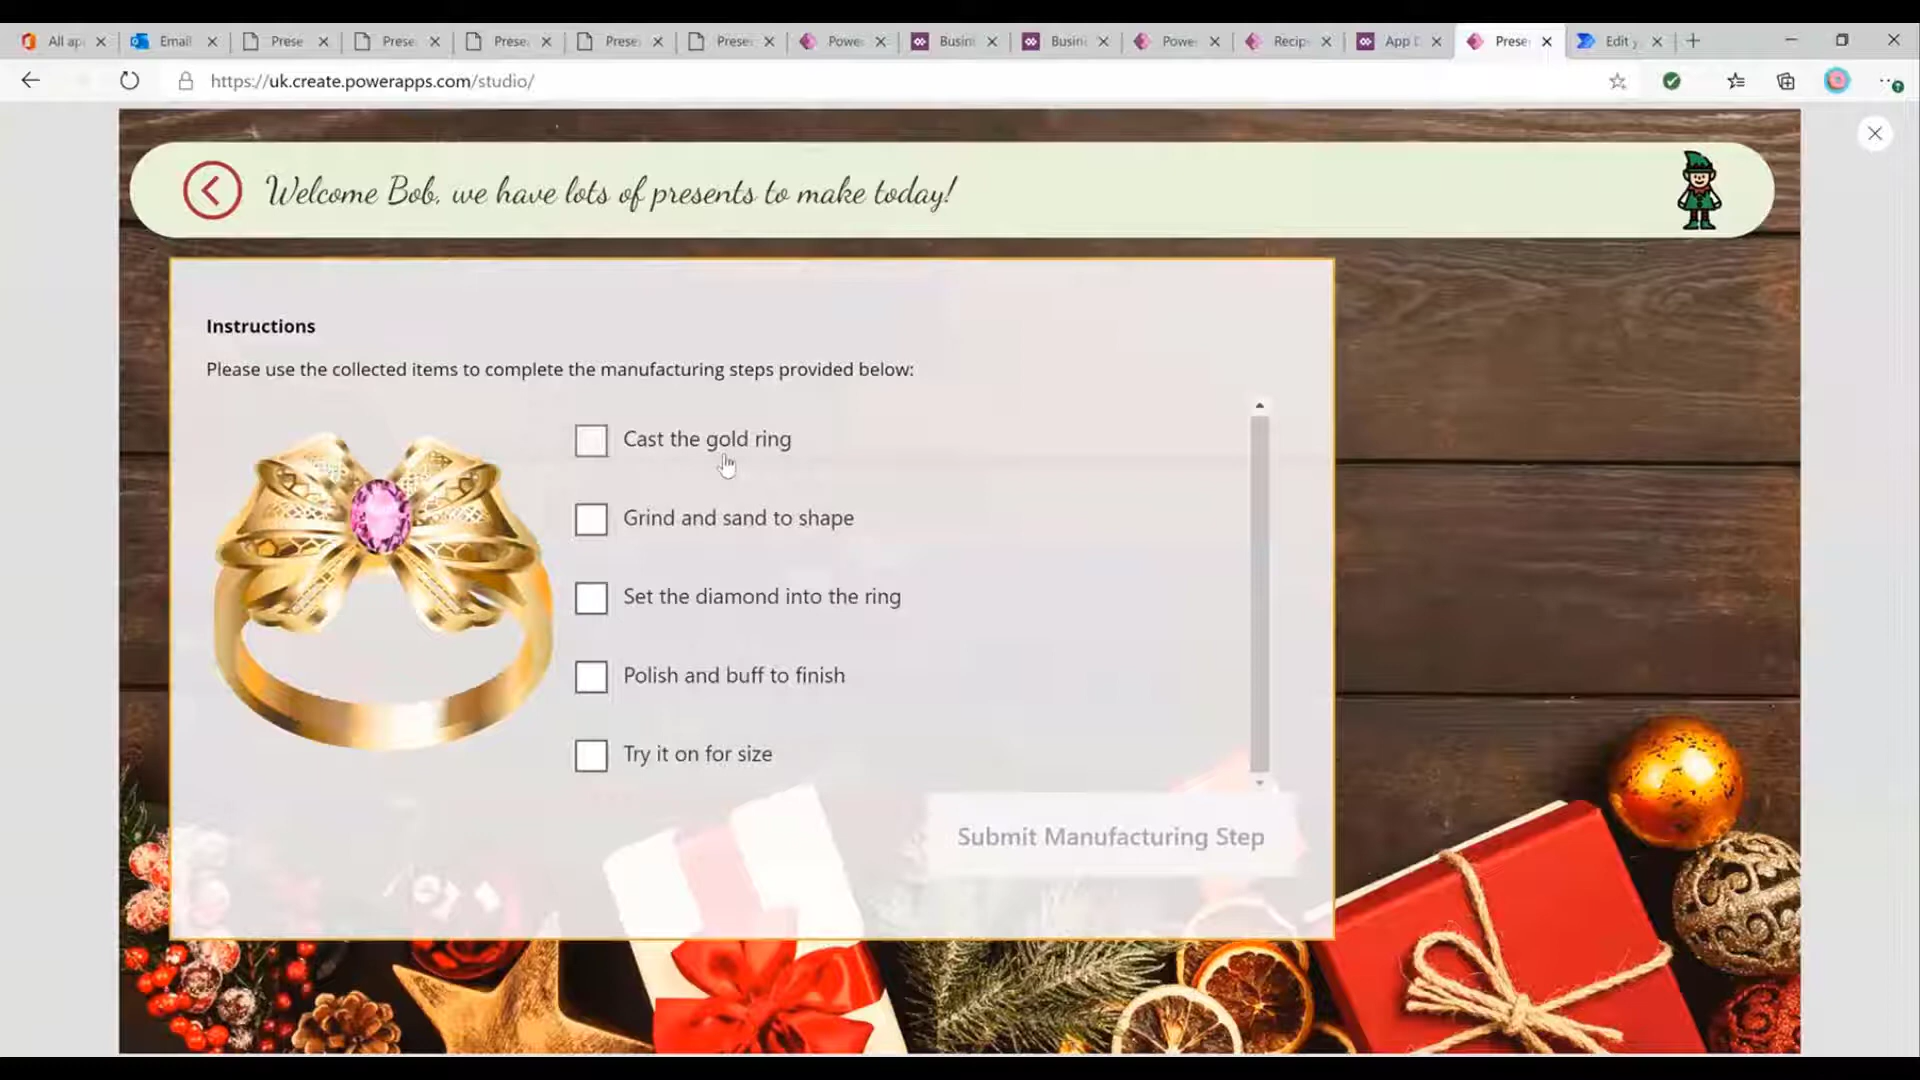 All ap
Email
Prese
Prese
Prese
Prese
Prese
Powe
Busin
Busin
Powe
Recip
App D
Prese
Edit y
https://uk.create.powerapps.com/studio/
Welcome Bob, we have lots of presents to make today!
Instructions
Please use the collected items to complete the manufacturing steps provided below:
Cast the gold ring
Grind and sand to shape
Set the diamond into the ring
Polish and buff to finish
Try it on for size
Submit Manufacturing Step